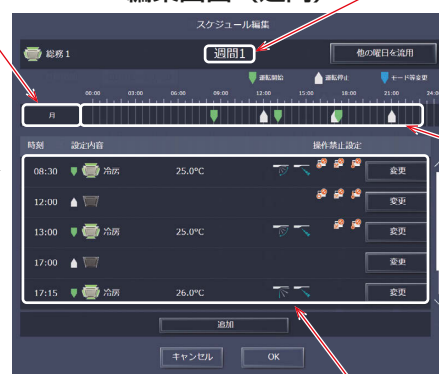 編集画面(週間)
スケジュール編集
総務1
週間1
他の曜日を流用
運転開始 運転停止 モード等変更
00:00 03:00 06:00 09:00 12:00 15:00 18:00 21:00 24:0
月
時刻 設定内容 操作禁止設定
08:30 冷房 25.0°C 変更
12:00 変更
13:00 冷房 25.0°C 変更
17:00 変更
17:15 冷房 26.0°C 変更
追加
キャンセル OK